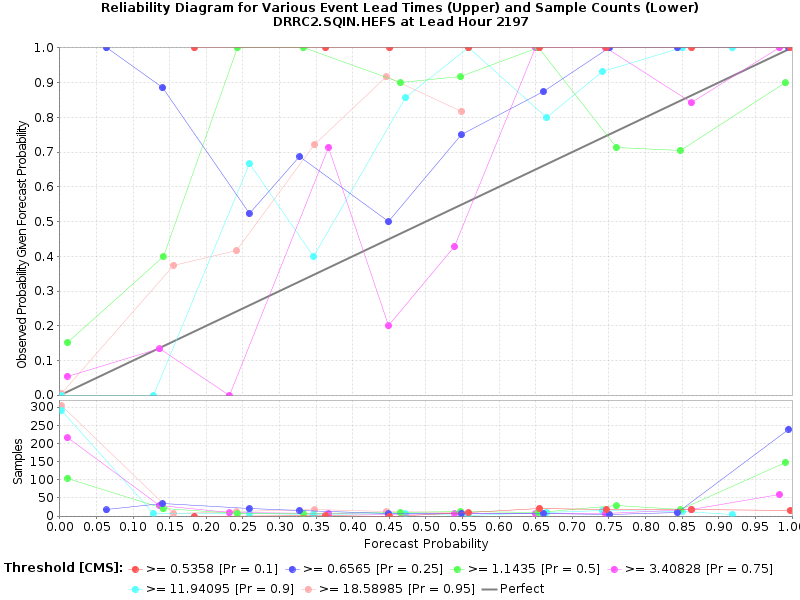 Reliability Diagram for Various Event Lead Times (Upper) and Sample Counts (Lower)
DRRC2.SQIN.HEFS at Lead Hour 2197
Observed Probability Given Forecast Probability
1.0
0.9
0.8
0.7
0.6
0.5
0.4
0.3
0.2
0.1
0.0
Samples
300
250
200
150
100
50
0
0.00 0.05 0.10 0.15 0.20 0.25 0.30 0.35 0.40 0.45 0.50 0.55 0.60 0.65 0.70 0.75 0.80 0.85 0.90 0.95 1.0
Forecast Probability
Threshold [CMS]: >= 0.5358 [Pr = 0.1] >= 0.6565 [Pr = 0.25] >= 1.1435 [Pr = 0.5] >= 3.40828 [Pr = 0.75]
>= 11.94095 [Pr = 0.9] >= 18.58985 [Pr = 0.95] Perfect